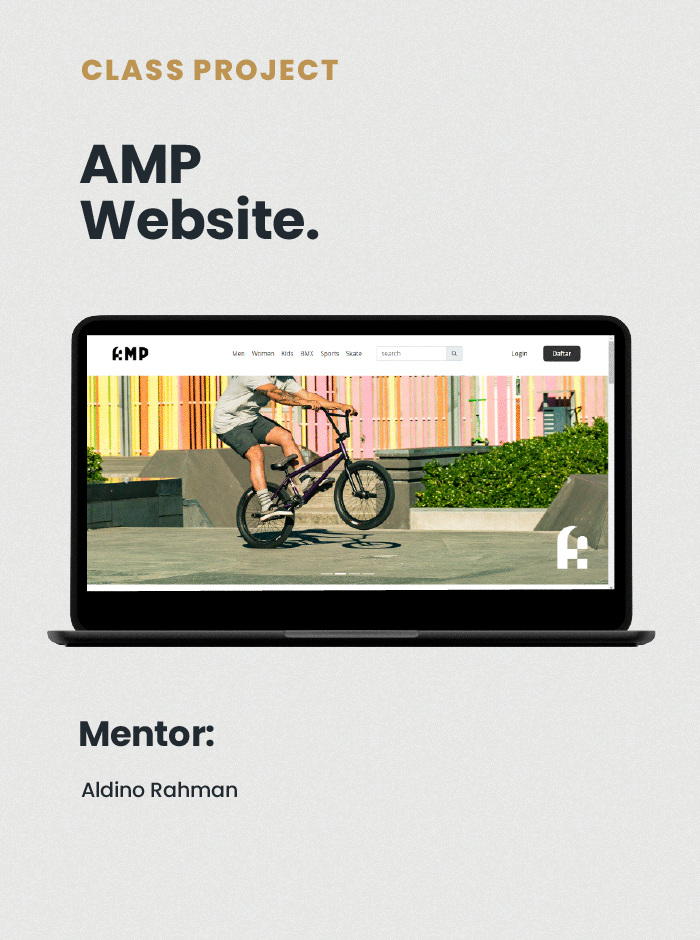 CLASS PROJECT
AMP
Website.
AMP Men Women Kids BMX Sports Skate search Login Daftar
Mentor:
Aldino Rahman